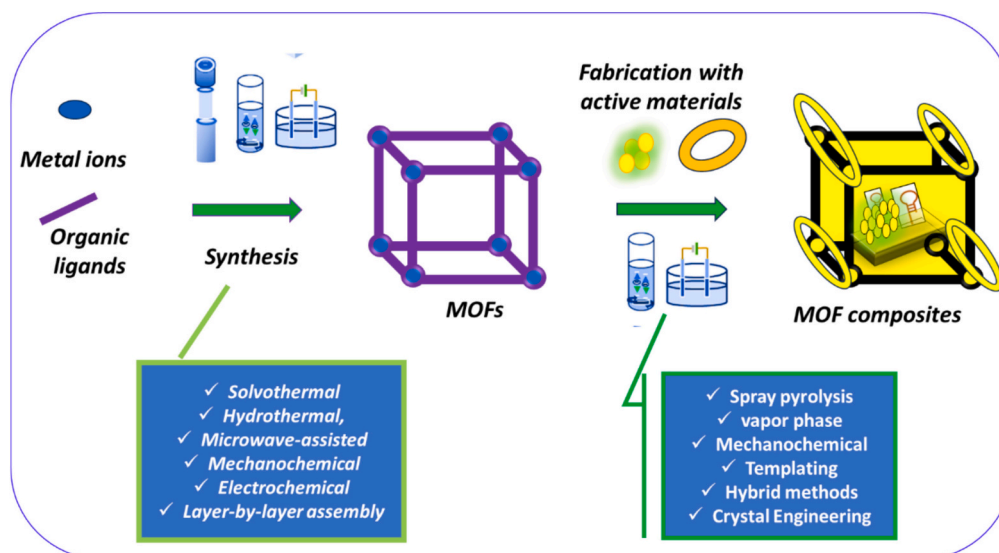 Metal ions
Organic
ligands
Synthesis
MOFs
Fabrication with
active materials
MOF composites
✓ Solvothermal
✓ Hydrothermal,
✓ Microwave-assisted
✓ Mechanochemical
✓ Electrochemical
✓ Layer-by-layer assembly
✓ Spray pyrolysis
✓ vapor phase
✓ Mechanochemical
✓ Templating
✓ Hybrid methods
✓ Crystal Engineering